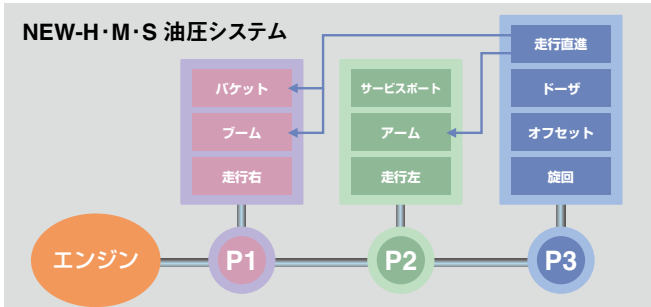 NEW-H・M・S 油圧システム
走行直進
バケット
サービスポート
ドーザ
ブーム
アーム
オフセット
走行右
走行左
旋回
エンジン
P1
P2
P3